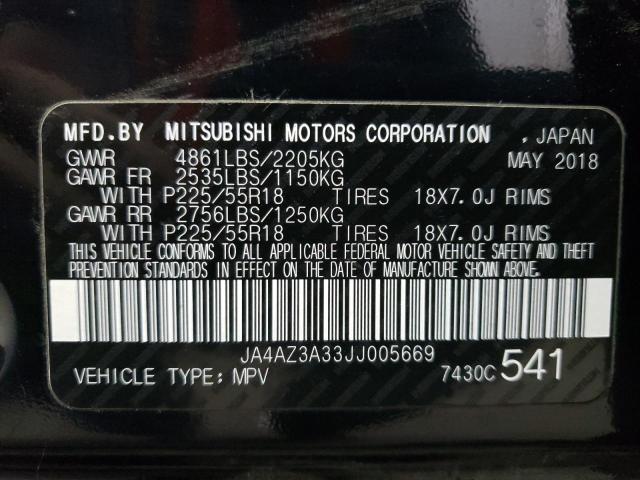 MFD.BY MITSUBISHI MOTORS CORPORATION , JAPAN
GVWR 4861LBS/2205KG MAY 2018
GAWR FR 2535LBS/1150KG
WITH P225/55R18 TIRES 18X7.0J RIMS
GAWR RR 2756LBS/1250KG
WITH P225/55R18 TIRES 18X7.0J RIMS
THIS VEHICLE CONFORMS TO ALL APPLICABLE FEDERAL MOTOR VEHICLE SAFETY AND THEFT
PREVENTION STANDARDS IN EFFECT ON THE DATE OF MANUFACTURE SHOWN ABOVE.
JA4AZ3A33JJ005669
VEHICLE TYPE: MPV 7430C 541